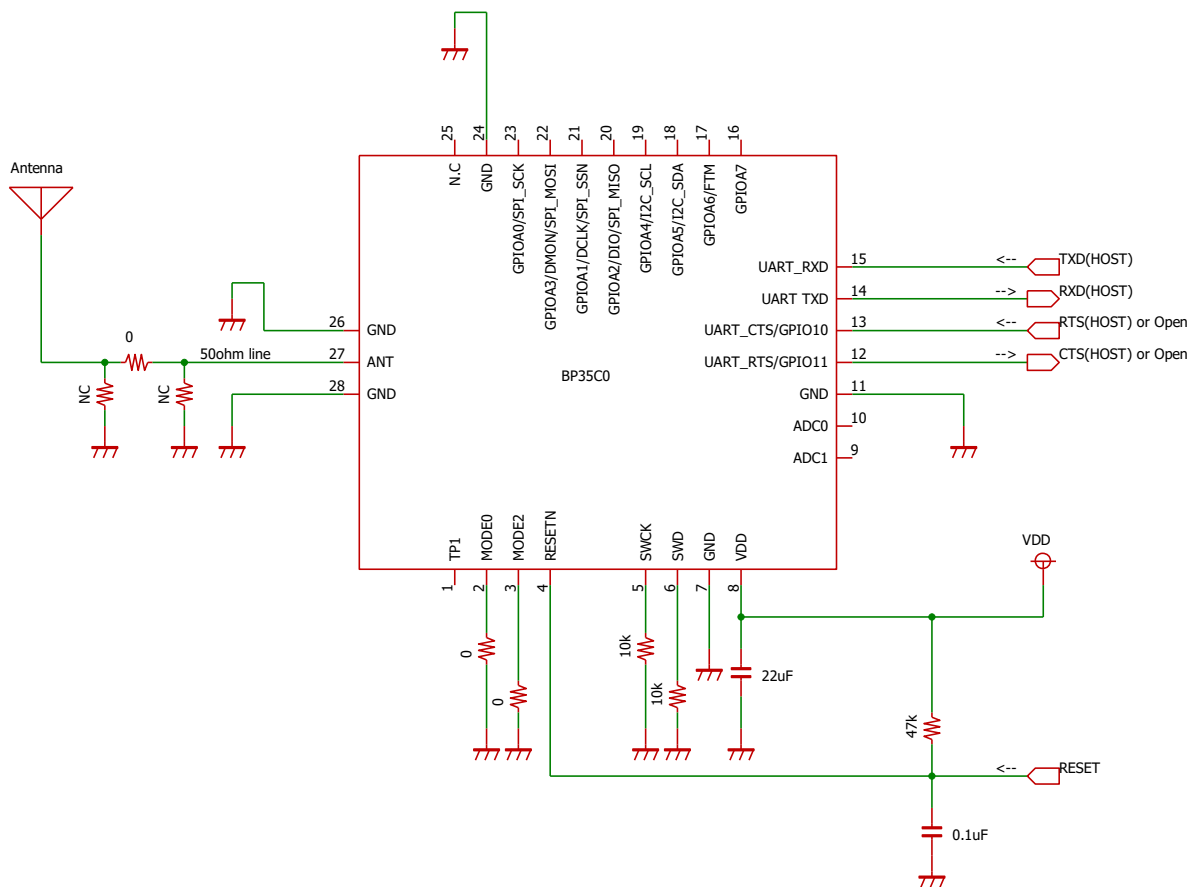 25
24
23
22
21
20
19
18
17
16
N.C
GND
GPIOA0/SPI_SCK
GPIOA3/DMON/SPI_MOSI
GPIOA1/DCLK/SPI_SSN
GPIOA2/DIO/SPI_MISO
GPIOA4/I2C_SCL
GPIOA5/I2C_SDA
GPIOA6/FTM
GPIOA7
Antenna
UART_RXD
15
<--
TXD(HOST)
UART TXD
14
-->
RXD(HOST)
26
GND
UART_CTS/GPIO10
13
<--
RTS(HOST) or Open
0
50ohm line
27
ANT
UART_RTS/GPIO11
12
-->
CTS(HOST) or Open
BP35C0
NC
NC
28
GND
GND
11
ADC0
10
ADC1
9
TP1
MODE0
MODE2
RESETN
SWCK
SWD
GND
VDD
VDD
1
2
3
4
5
6
7
8
0
0
10k
10k
22uF
47k
<--
RESET
0.1uF